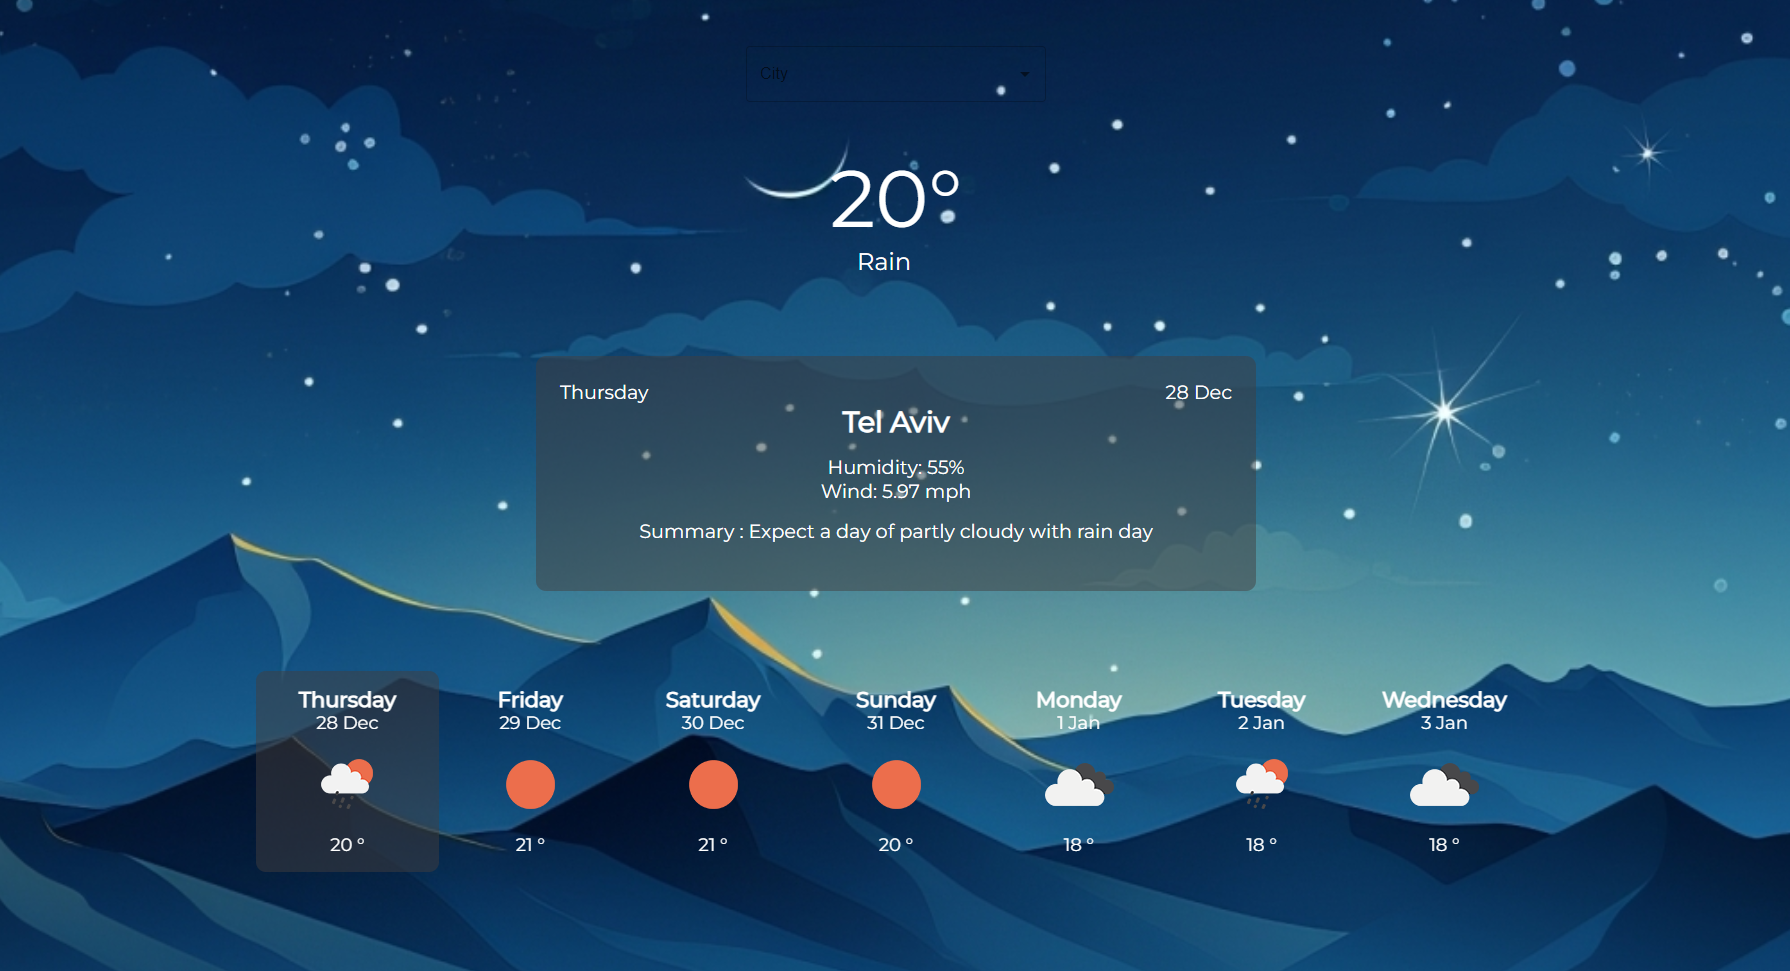 City
20°
Rain
Thursday 28 Dec
Tel Aviv
Humidity: 55%
Wind: 5.97 mph
Summary : Expect a day of partly cloudy with rain day
Thursday Friday Saturday Sunday Monday Tuesday Wednesday
28 Dec 29 Dec 30 Dec 31 Dec 1 Jan 2 Jan 3 Jan
20 ° 21 ° 21 ° 20 ° 18 ° 18 ° 18 °